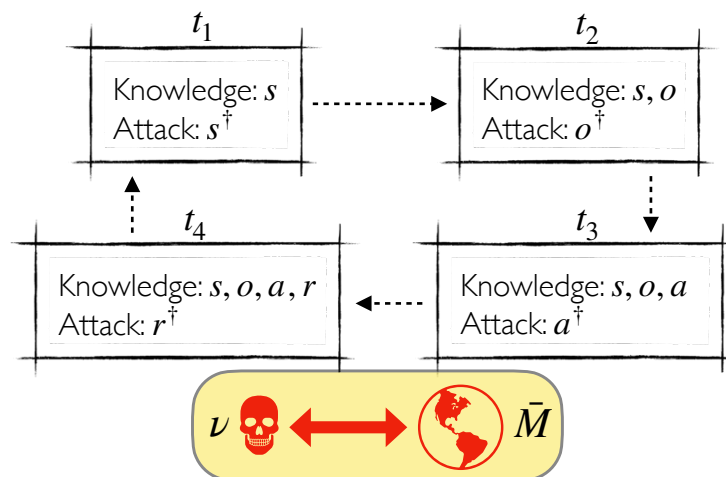 t₁
Knowledge: s
Attack: s†
t₂
Knowledge: s, o
Attack: o†
t₄
Knowledge: s, o, a, r
Attack: r†
t₃
Knowledge: s, o, a
Attack: a†
ν
M̄